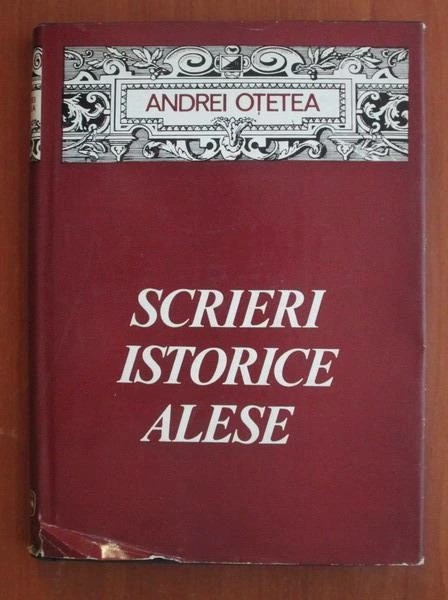 ANDREI OȚETEA
SCRIERI
ISTORICE
ALESE